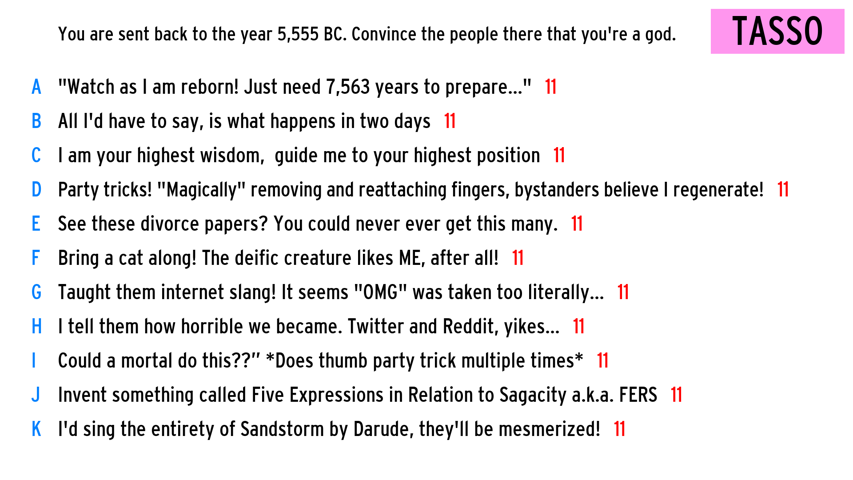 You are sent back to the year 5,555 BC. Convince the people there that you're a god.
TASSO
A "Watch as I am reborn! Just need 7,563 years to prepare..." 11
B All I'd have to say, is what happens in two days 11
C I am your highest wisdom, guide me to your highest position 11
D Party tricks! "Magically" removing and reattaching fingers, bystanders believe I regenerate! 11
E See these divorce papers? You could never ever get this many. 11
F Bring a cat along! The deific creature likes ME, after all! 11
G Taught them internet slang! It seems "OMG" was taken too literally... 11
H I tell them how horrible we became. Twitter and Reddit, yikes... 11
I Could a mortal do this??” *Does thumb party trick multiple times* 11
J Invent something called Five Expressions in Relation to Sagacity a.k.a. FERS 11
K I'd sing the entirety of Sandstorm by Darude, they'll be mesmerized! 11